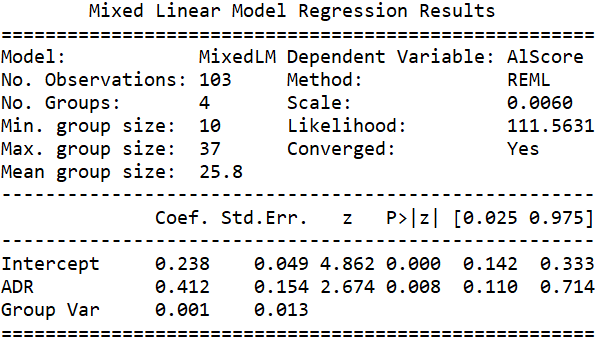 Mixed Linear Model Regression Results
======================================================
Model: MixedLM Dependent Variable: AlScore
No. Observations: 103 Method: REML
No. Groups: 4 Scale: 0.0060
Min. group size: 10 Likelihood: 111.5631
Max. group size: 37 Converged: Yes
Mean group size: 25.8
------------------------------------------------------
Coef. Std.Err. z P>|z| [0.025 0.975]
------------------------------------------------------
Intercept 0.238 0.049 4.862 0.000 0.142 0.333
ADR 0.412 0.154 2.674 0.008 0.110 0.714
Group Var 0.001 0.013
======================================================